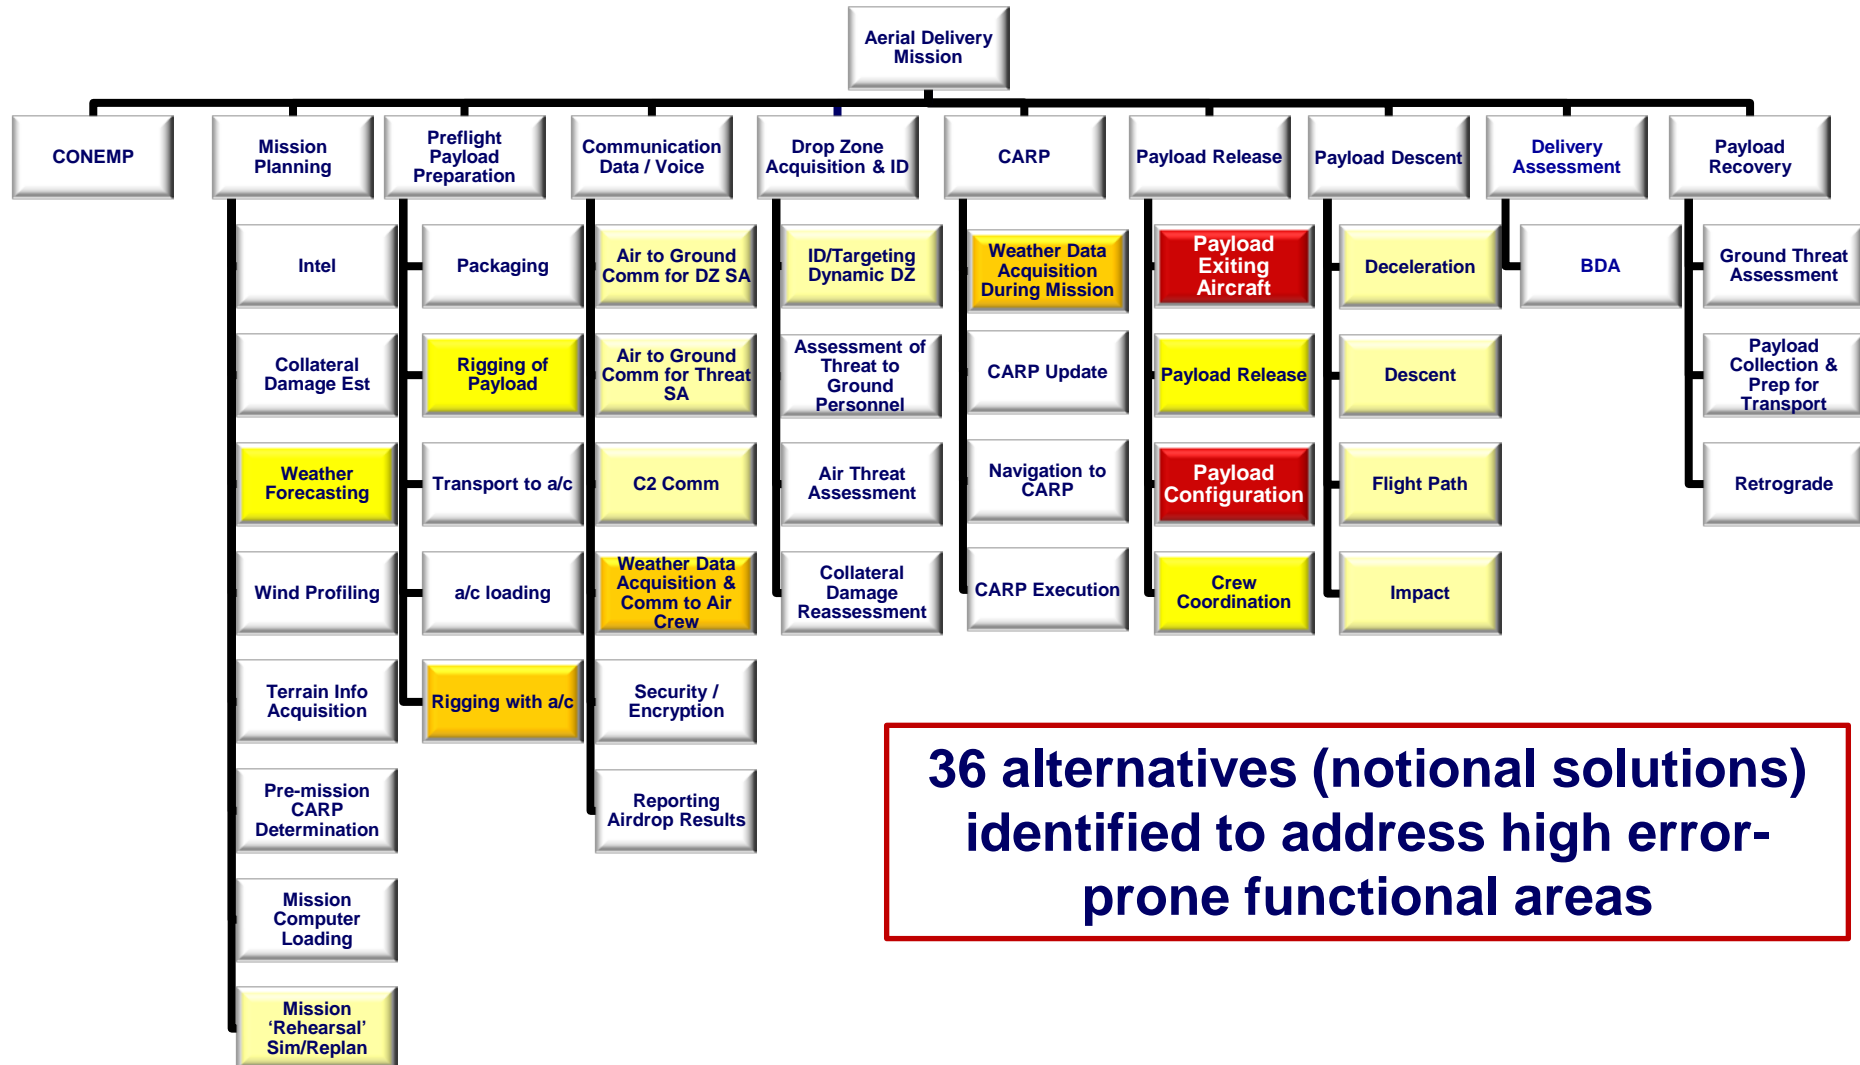 Aerial Delivery
Mission
CONEMP
Mission
Planning
Preflight
Payload
Preparation
Communication
Data / Voice
Drop Zone
Acquisition & ID
CARP
Payload Release
Payload Descent
Delivery
Assessment
Payload
Recovery
Intel
Collateral
Damage Est
Weather
Forecasting
Wind Profiling
Terrain Info
Acquisition
Pre-mission
CARP
Determination
Mission
Computer
Loading
Mission
‘Rehearsal’
Sim/Replan
Packaging
Rigging of
Payload
Transport to a/c
a/c loading
Rigging with a/c
Air to Ground
Comm for DZ SA
Air to Ground
Comm for Threat
SA
C2 Comm
Weather Data
Acquisition &
Comm to Air
Crew
Security /
Encryption
Reporting
Airdrop Results
ID/Targeting
Dynamic DZ
Assessment of
Threat to
Ground
Personnel
Air Threat
Assessment
Collateral
Damage
Reassessment
Weather Data
Acquisition
During Mission
CARP Update
Navigation to
CARP
CARP Execution
Payload
Exiting
Aircraft
Payload Release
Payload
Configuration
Crew
Coordination
Deceleration
Descent
Flight Path
Impact
BDA
Ground Threat
Assessment
Payload
Collection &
Prep for
Transport
Retrograde
36 alternatives (notional solutions)
identified to address high error-
prone functional areas